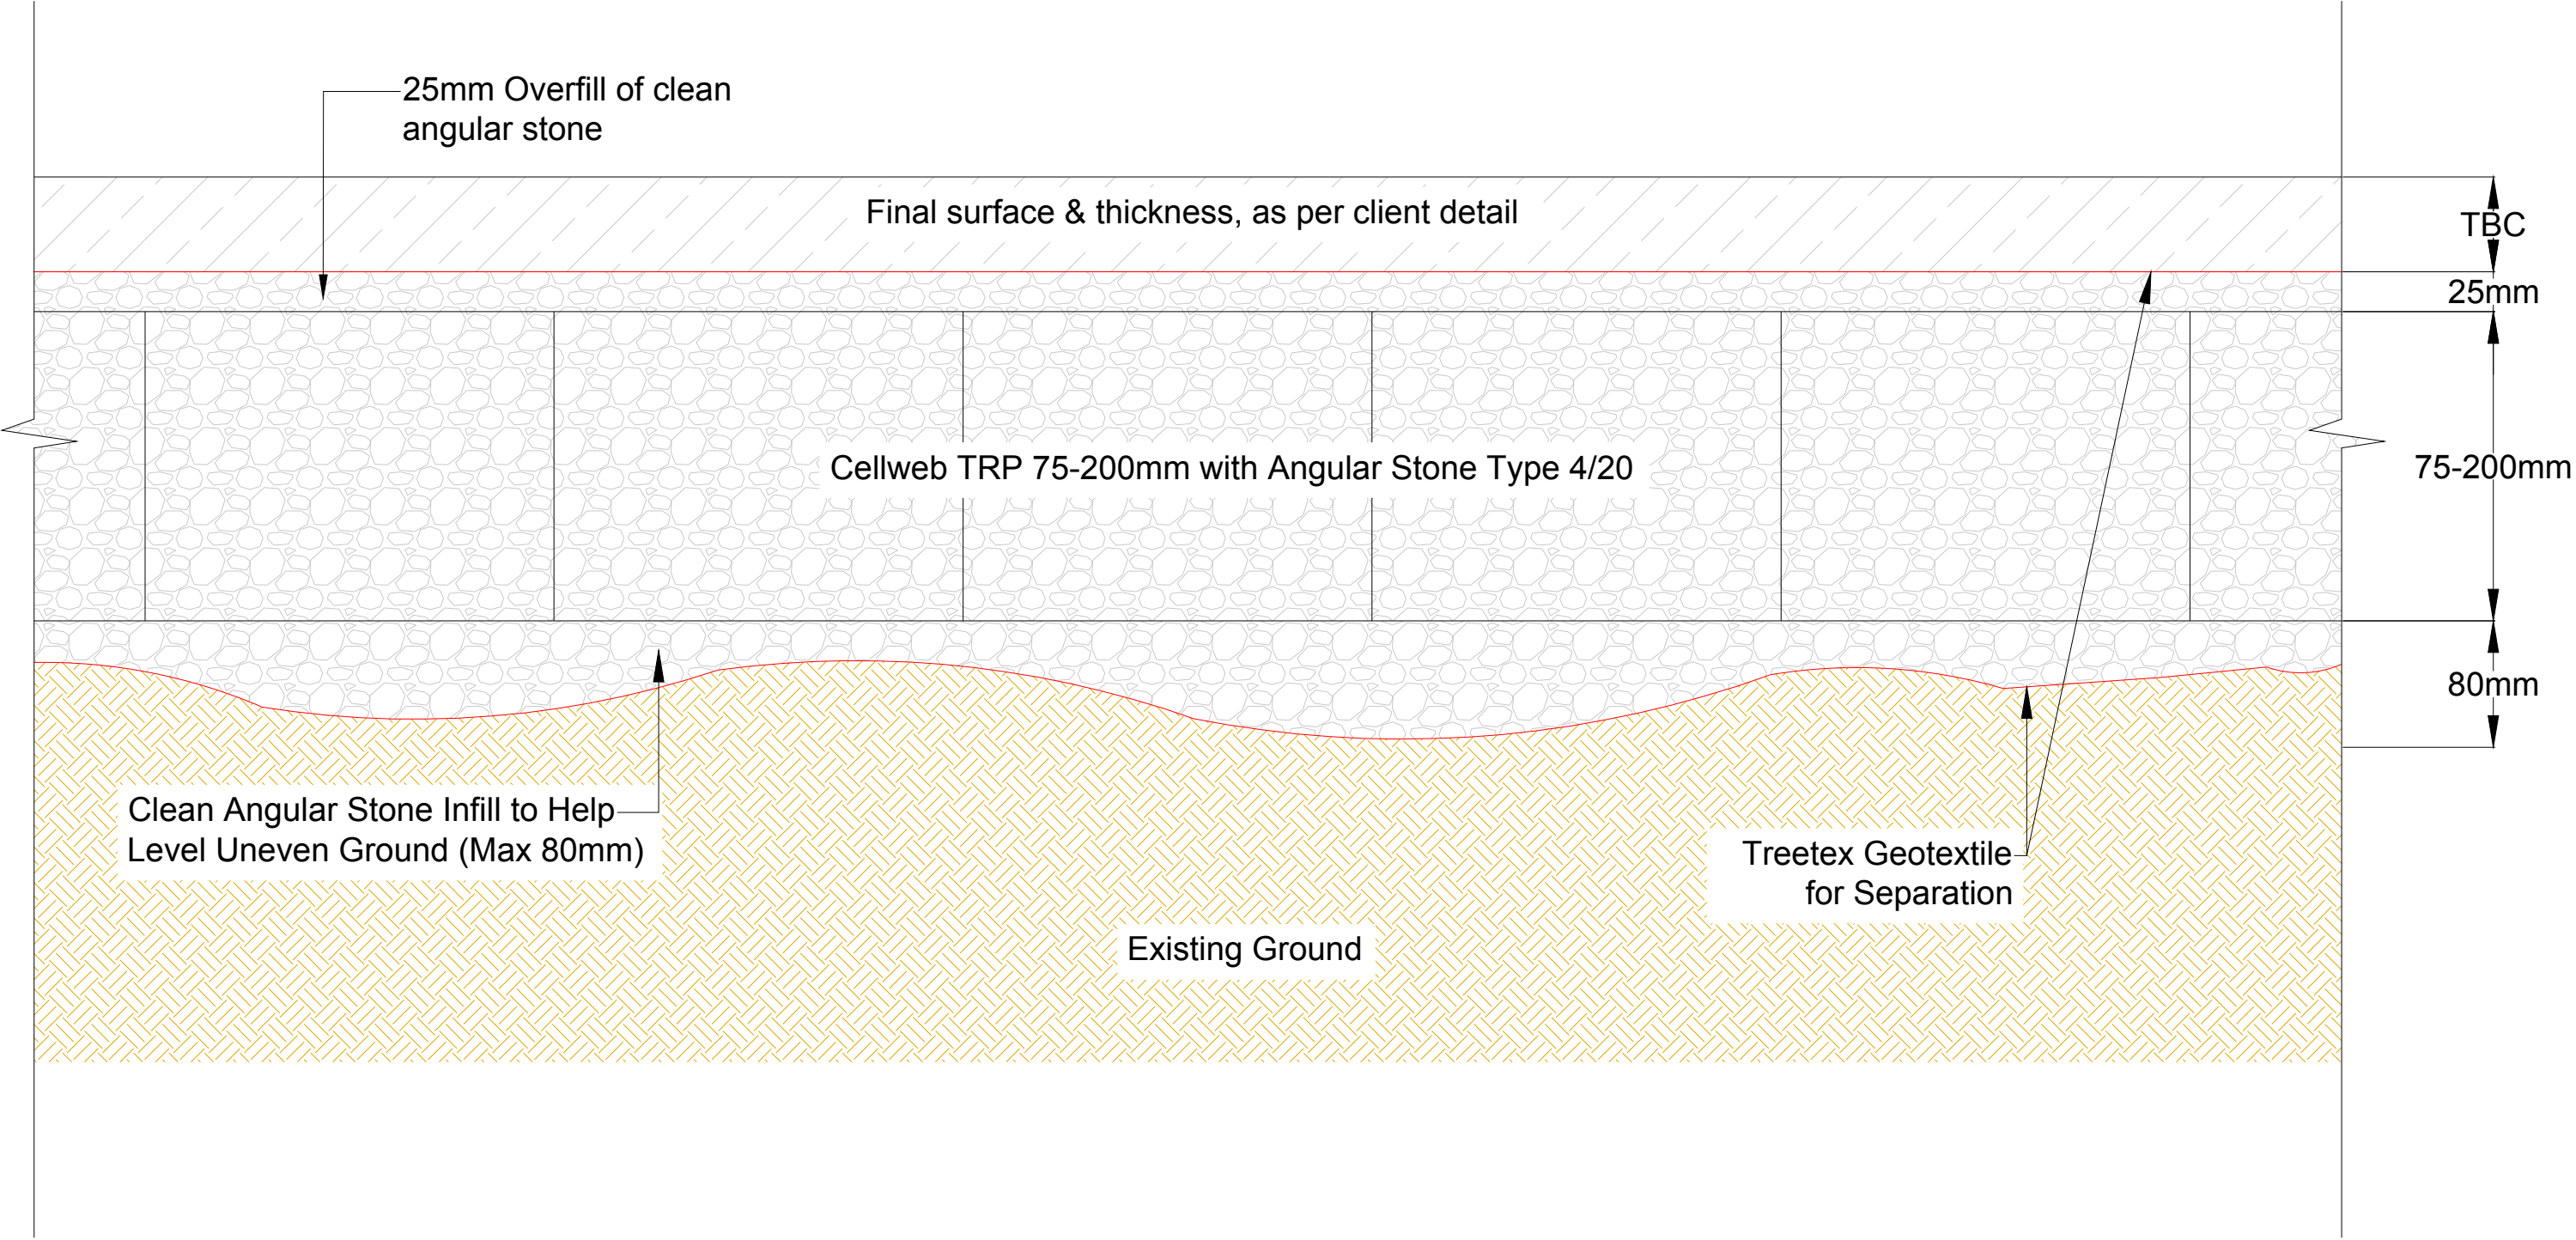 25mm Overfill of clean
angular stone
Final surface & thickness, as per client detail
TBC
25mm
Cellweb TRP 75-200mm with Angular Stone Type 4/20
75-200mm
80mm
Clean Angular Stone Infill to Help
Level Uneven Ground (Max 80mm)
Treetex Geotextile
for Separation
Existing Ground